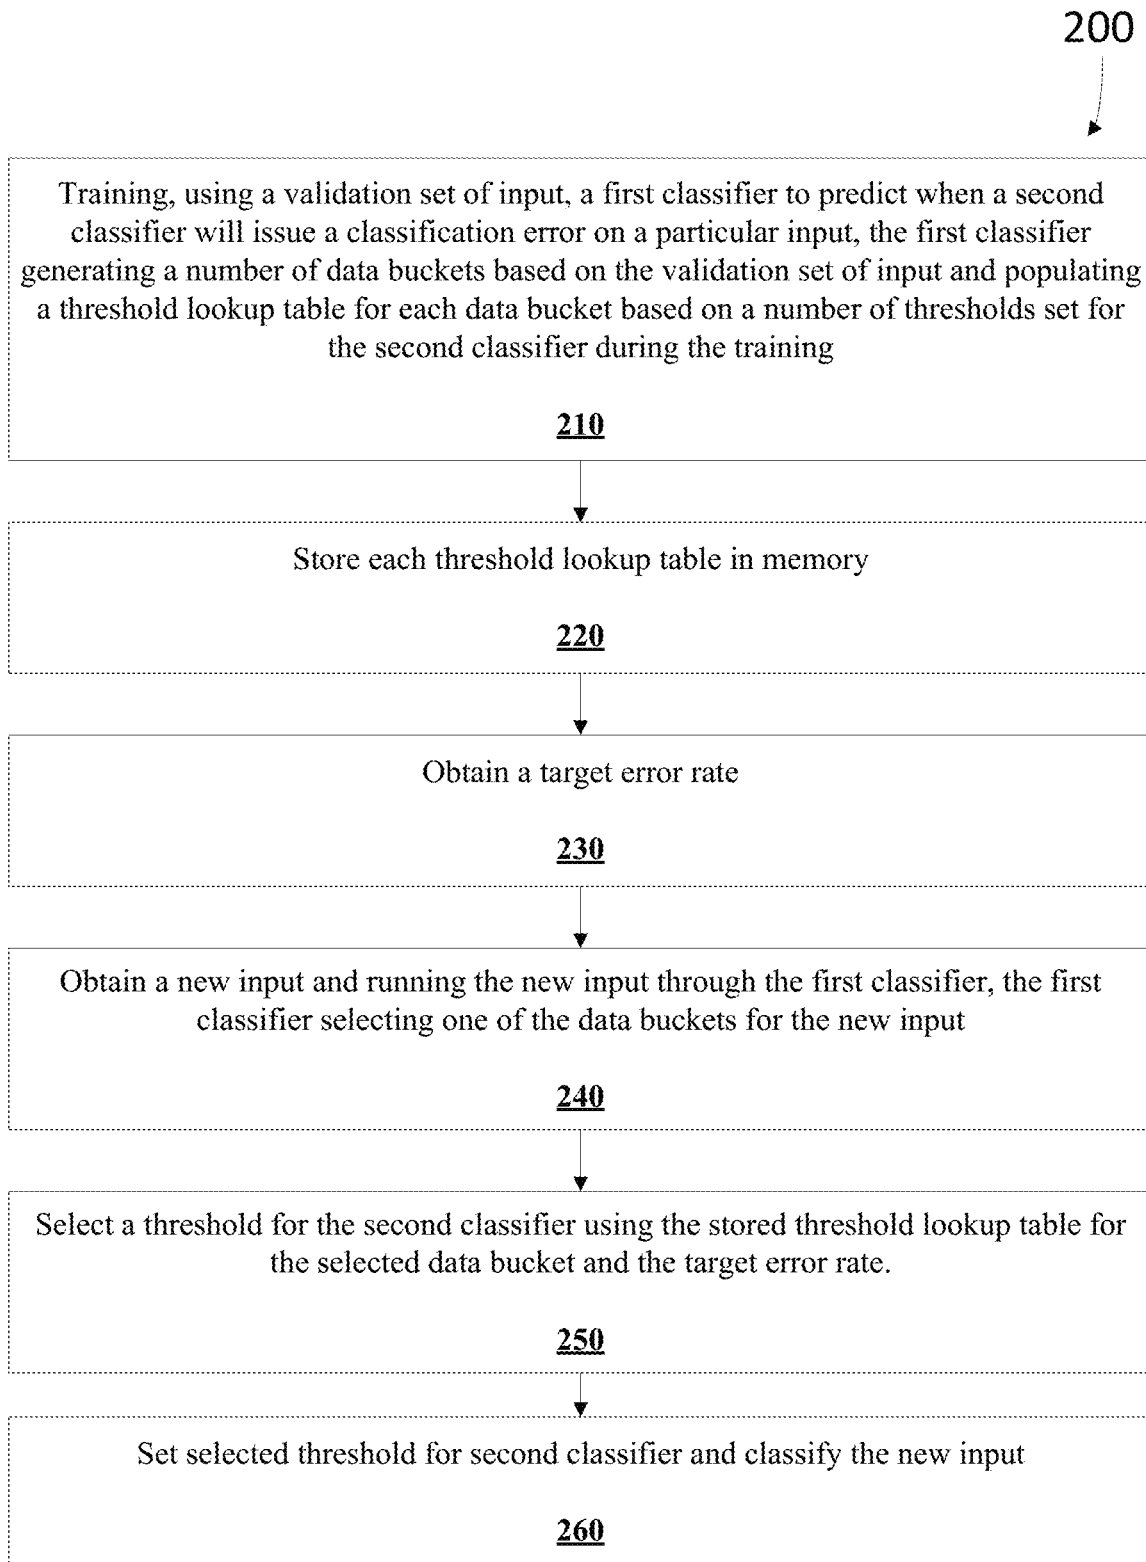 200
Training, using a validation set of input, a first classifier to predict when a second
classifier will issue a classification error on a particular input, the first classifier
generating a number of data buckets based on the validation set of input and populating
a threshold lookup table for each data bucket based on a number of thresholds set for
the second classifier during the training
210
Store each threshold lookup table in memory
220
Obtain a target error rate
230
Obtain a new input and running the new input through the first classifier, the first
classifier selecting one of the data buckets for the new input
240
Select a threshold for the second classifier using the stored threshold lookup table for
the selected data bucket and the target error rate.
250
Set selected threshold for second classifier and classify the new input
260